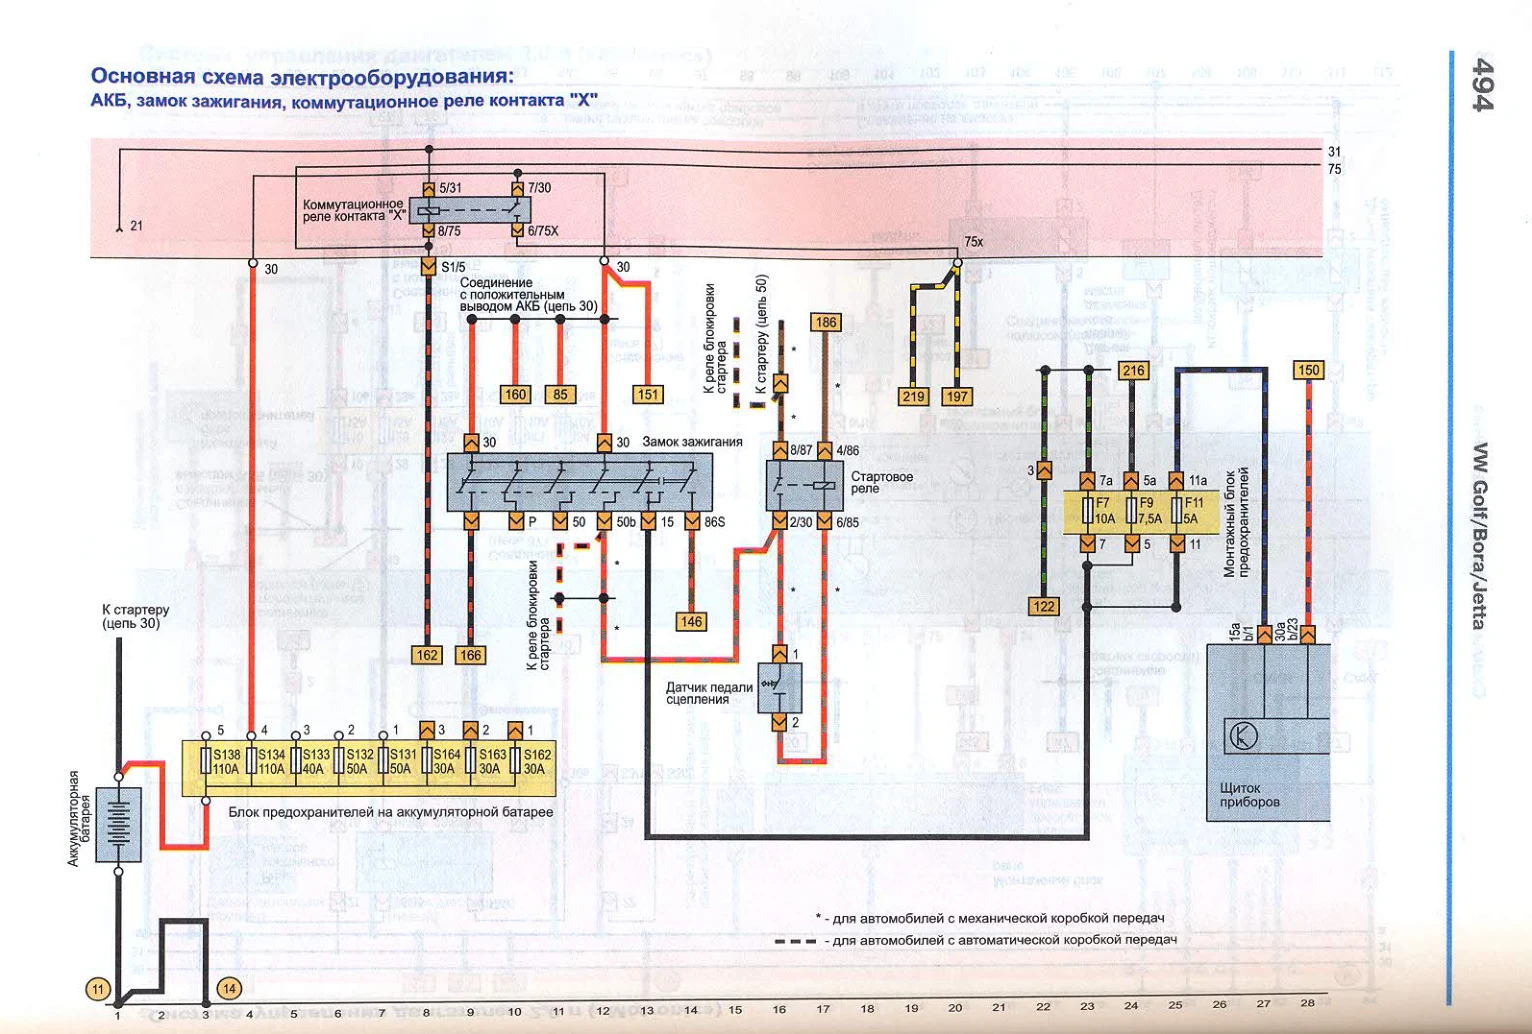 Основная схема электрооборудования:
АКБ, замок зажигания, коммутационное реле контакта "X"
494
VW Golf/Bora/Jetta
31
75
21
5/31
7/30
Коммутационное
реле контакта "X"
8/75
6/75X
75x
30
S1/5
30
Соединение
с положительным
выводом АКБ (цепь 30)
К реле блокировки
стартера
К стартеру (цепь 50)
186
*
*
*
160
85
151
219
197
216
150
30
30
Замок зажигания
8/87
4/86
Стартовое
реле
3
7a
5a
11a
F7
10A
F9
7,5A
F11
5A
Монтажный блок
предохранителей
P
50
50b
15
86S
2/30
6/85
7
5
11
К реле блокировки
стартера
*
*
*
*
122
146
К стартеру
(цепь 30)
162
166
1
Датчик педали
сцепления
2
15a
b/1
30a
b/23
5
4
3
2
1
3
2
1
S138
110A
S134
110A
S133
40A
S132
50A
S131
50A
S164
30A
S163
30A
S162
30A
Блок предохранителей на аккумуляторной батарее
Аккумуляторная
батарея
Щиток
приборов
* - для автомобилей с механической коробкой передач
- для автомобилей с автоматической коробкой передач
11
14
1 2 3 4 5 6 7 8 9 10 11 12 13 14 15 16 17 18 19 20 21 22 23 24 25 26 27 28